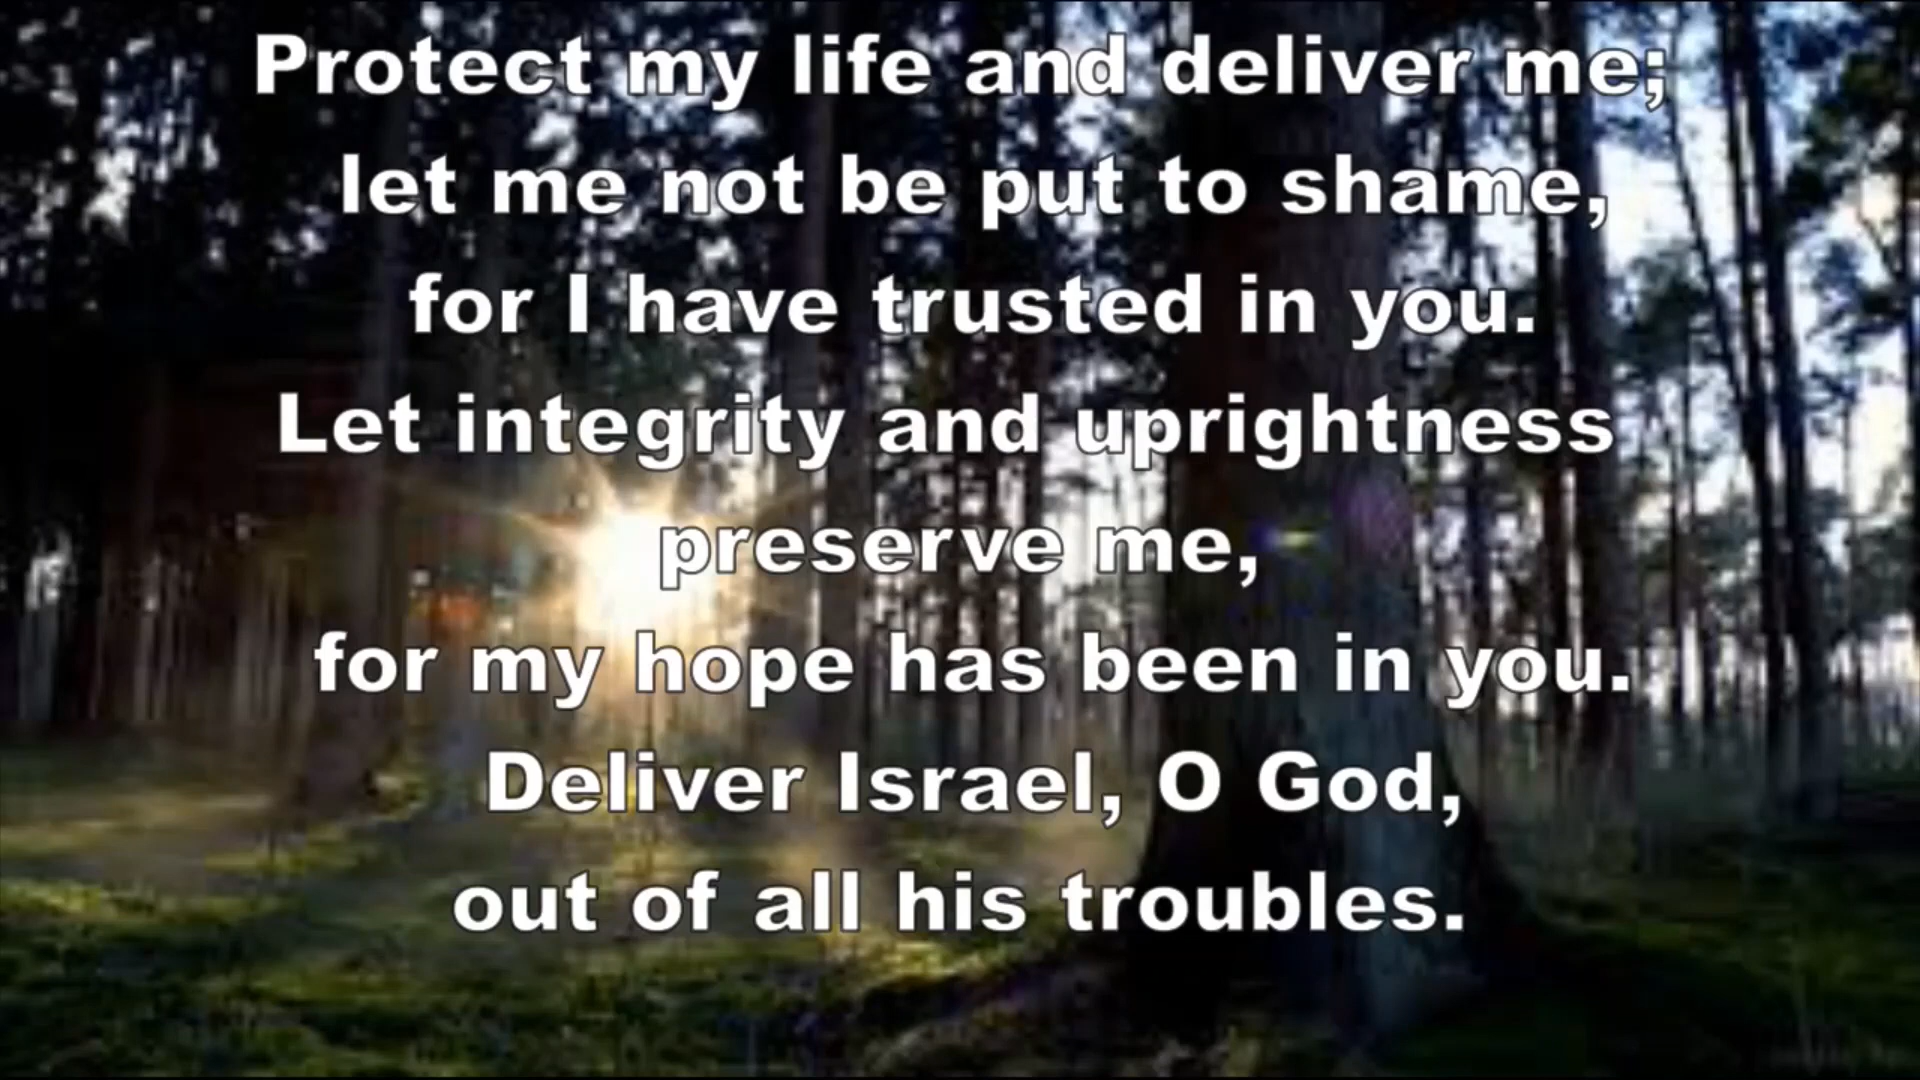 Protect my life and deliver me;
let me not be put to shame,
for I have trusted in you.
Let integrity and uprightness
preserve me,
for my hope has been in you.
Deliver Israel, O God,
out of all his troubles.